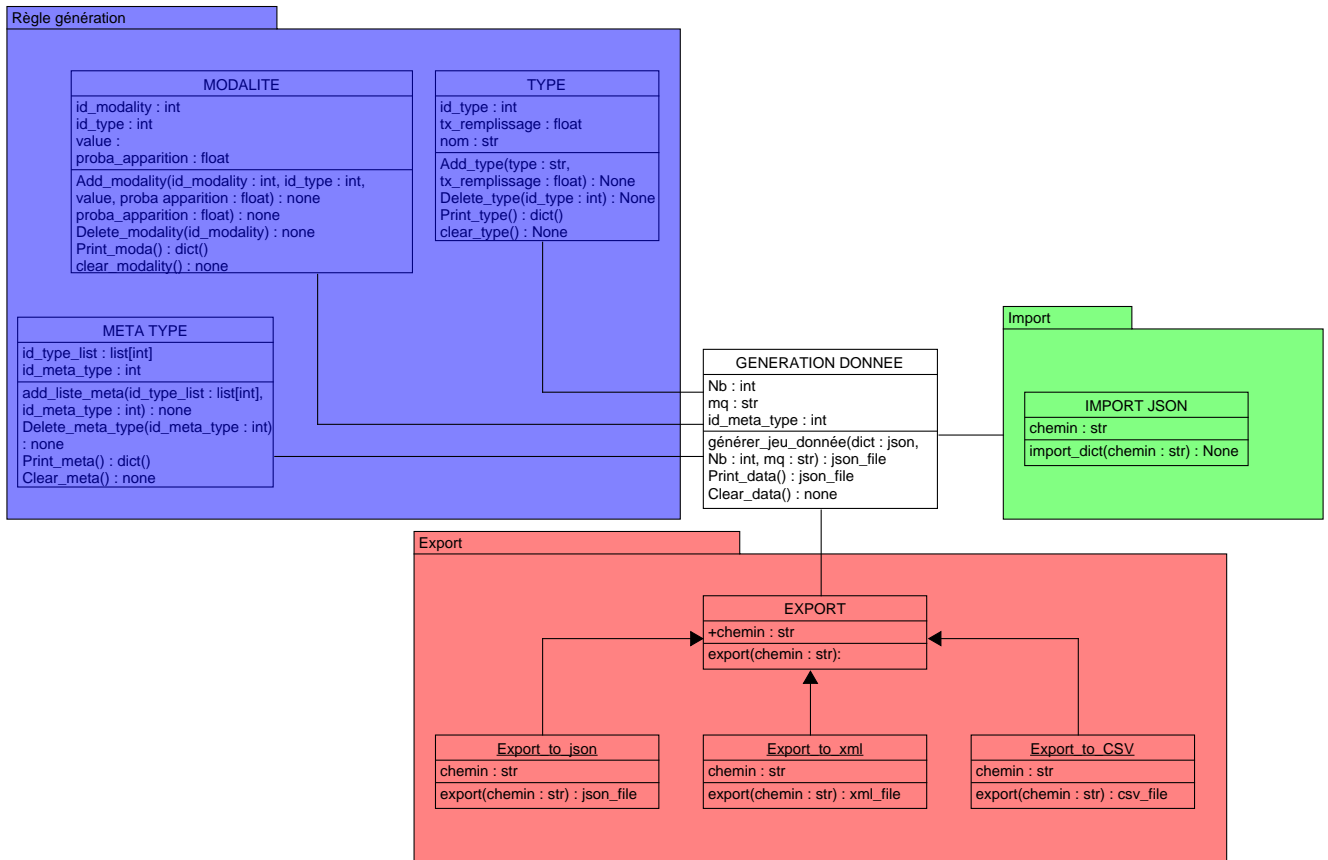 Règle génération
MODALITE
id_modality : int
id_type : int
value :
proba_apparition : float
Add_modality(id_modality : int, id_type : int,
value, proba apparition : float) : none
proba_apparition : float) : none
Delete_modality(id_modality) : none
Print_moda() : dict()
clear_modality() : none
TYPE
id_type : int
tx_remplissage : float
nom : str
Add_type(type : str,
tx_remplissage : float) : None
Delete_type(id_type : int) : None
Print_type() : dict()
clear_type() : None
META TYPE
id_type_list : list[int]
id_meta_type : int
add_liste_meta(id_type_list : list[int],
id_meta_type : int) : none
Delete_meta_type(id_meta_type : int)
: none
Print_meta() : dict()
Clear_meta() : none
GENERATION DONNEE
Nb : int
mq : str
id_meta_type : int
générer_jeu_donnée(dict : json,
Nb : int, mq : str) : json_file
Print_data() : json_file
Clear_data() : none
Import
IMPORT JSON
chemin : str
import_dict(chemin : str) : None
Export
EXPORT
+chemin : str
export(chemin : str):
Export_to_json
chemin : str
export(chemin : str) : json_file
Export_to_xml
chemin : str
export(chemin : str) : xml_file
Export_to_CSV
chemin : str
export(chemin : str) : csv_file